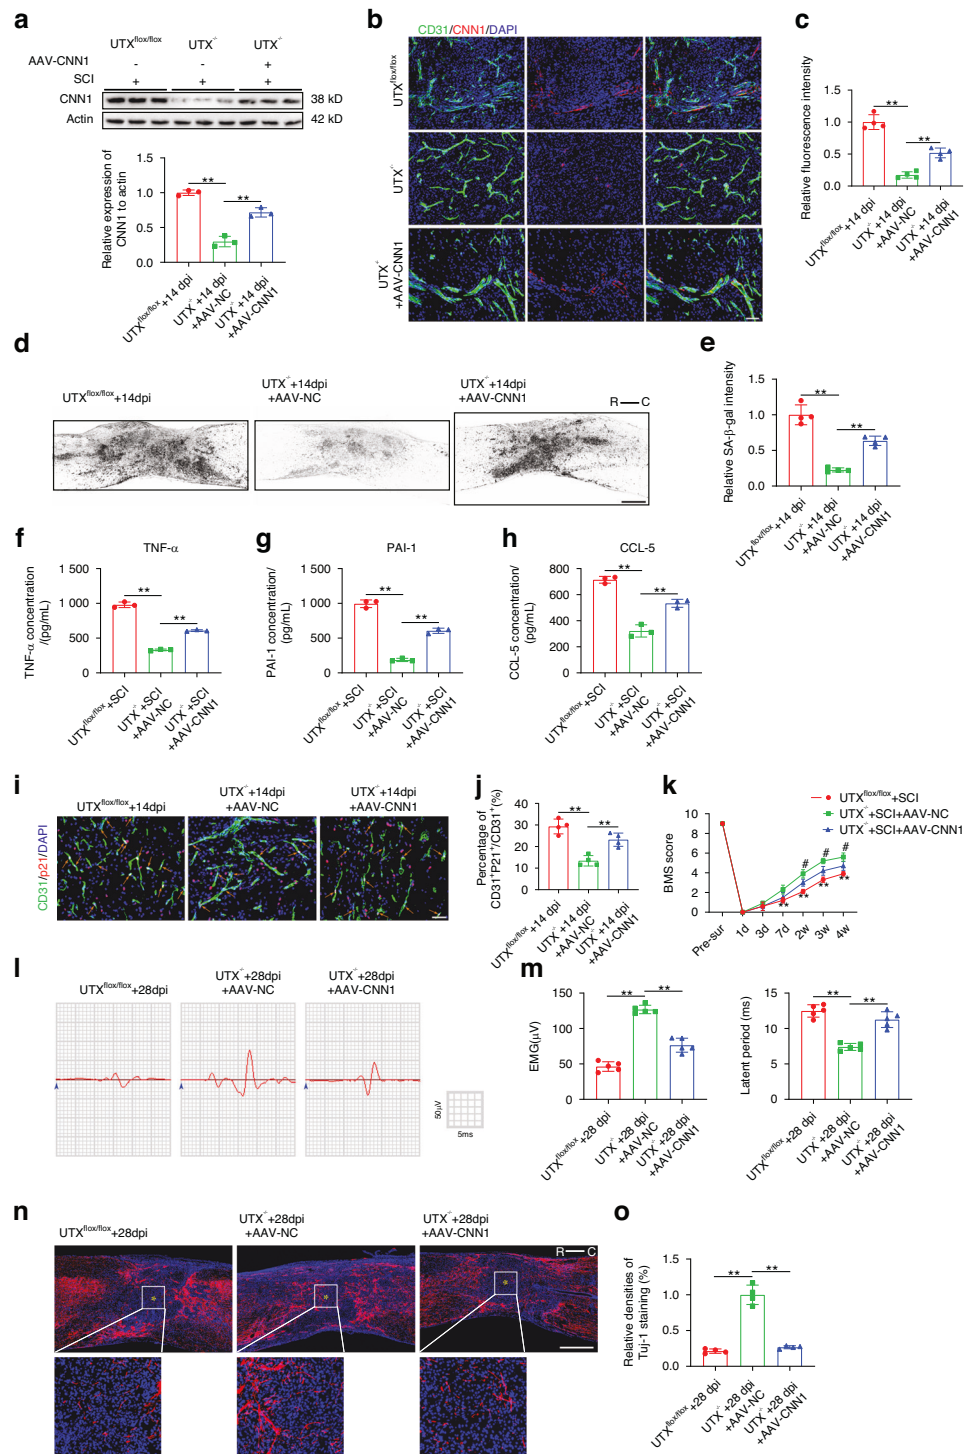 a
UTXflox/flox UTX-/- UTX-/-
AAV-CNN1 - - +
SCI + + +
CNN1 38 kD
Actin 42 kD
Relative expression of
CNN1 to actin
1.5
1.0
0.5
0.0
**
**
UTXflox/flox+14 dpi
UTX-/-+14 dpi
+AAV-NC
UTX-/-+14 dpi
+AAV-CNN1
b
CD31/CNN1/DAPI
UTXflox/flox
UTX-/-
UTX-/-
+AAV-CNN1
c
Relative fluorescence intensity
1.5
1.0
0.5
0.0
**
**
UTXflox/flox+14 dpi
UTX-/-+14 dpi
+AAV-NC
UTX-/-+14 dpi
+AAV-CNN1
d
UTXflox/flox+14dpi
UTX-/-+14dpi
+AAV-NC
UTX-/-+14dpi
+AAV-CNN1
R C
e
Relative SA-β-gal intensity
1.5
1.0
0.5
0.0
**
**
UTXflox/flox+14 dpi
UTX-/-+14 dpi
+AAV-NC
UTX-/-+14 dpi
+AAV-CNN1
f
TNF-α
TNF-α concentration
/(pg/mL)
1 500
1 000
500
0
**
**
UTXflox/flox+SCI
UTX-/-+SCI
+AAV-NC
UTX-/-+SCI
+AAV-CNN1
g
PAI-1
PAI-1 concentration/
(pg/mL)
1 500
1 000
500
0
**
**
UTXflox/flox+SCI
UTX-/-+SCI
+AAV-NC
UTX-/-+SCI
+AAV-CNN1
h
CCL-5
CCL-5 concentration/
(pg/mL)
800
600
400
200
0
**
**
UTXflox/flox+SCI
UTX-/-+SCI
+AAV-NC
UTX-/-+SCI
+AAV-CNN1
i
CD31/p21/DAPI
UTXflox/flox+14dpi
UTX-/-+14dpi
+AAV-NC
UTX-/-+14dpi
+AAV-CNN1
j
Percentage of
CD31+P21+/CD31+(%)
40
30
20
10
0
**
**
UTXflox/flox+14 dpi
UTX-/-+14 dpi
+AAV-NC
UTX-/-+14 dpi
+AAV-CNN1
k
UTXflox/flox+SCI
UTX-/-+SCI+AAV-NC
UTX-/-+SCI+AAV-CNN1
BMS score
10
8
6
4
2
0
# # #
** ** ** **
Pre-sur 1d 3d 7d 2w 3w 4w
l
UTXflox/flox+28dpi
UTX-/-+28dpi
+AAV-NC
UTX-/-+28dpi
+AAV-CNN1
50μV
5ms
m
EMG(μV)
150
100
50
0
**
**
UTXflox/flox+28 dpi
UTX-/-+28 dpi
+AAV-NC
UTX-/-+28 dpi
+AAV-CNN1
Latent period (ms)
15
10
5
0
**
**
UTXflox/flox+28 dpi
UTX-/-+28 dpi
+AAV-NC
UTX-/-+28 dpi
+AAV-CNN1
n
UTXflox/flox+28dpi
UTX-/-+28dpi
+AAV-NC
UTX-/-+28dpi
+AAV-CNN1
R C
* * *
o
Relative densities of
Tuj-1 staining (%)
1.5
1.0
0.5
0.0
**
**
UTXflox/flox+28 dpi
UTX-/-+28 dpi
+AAV-NC
UTX-/-+28 dpi
+AAV-CNN1